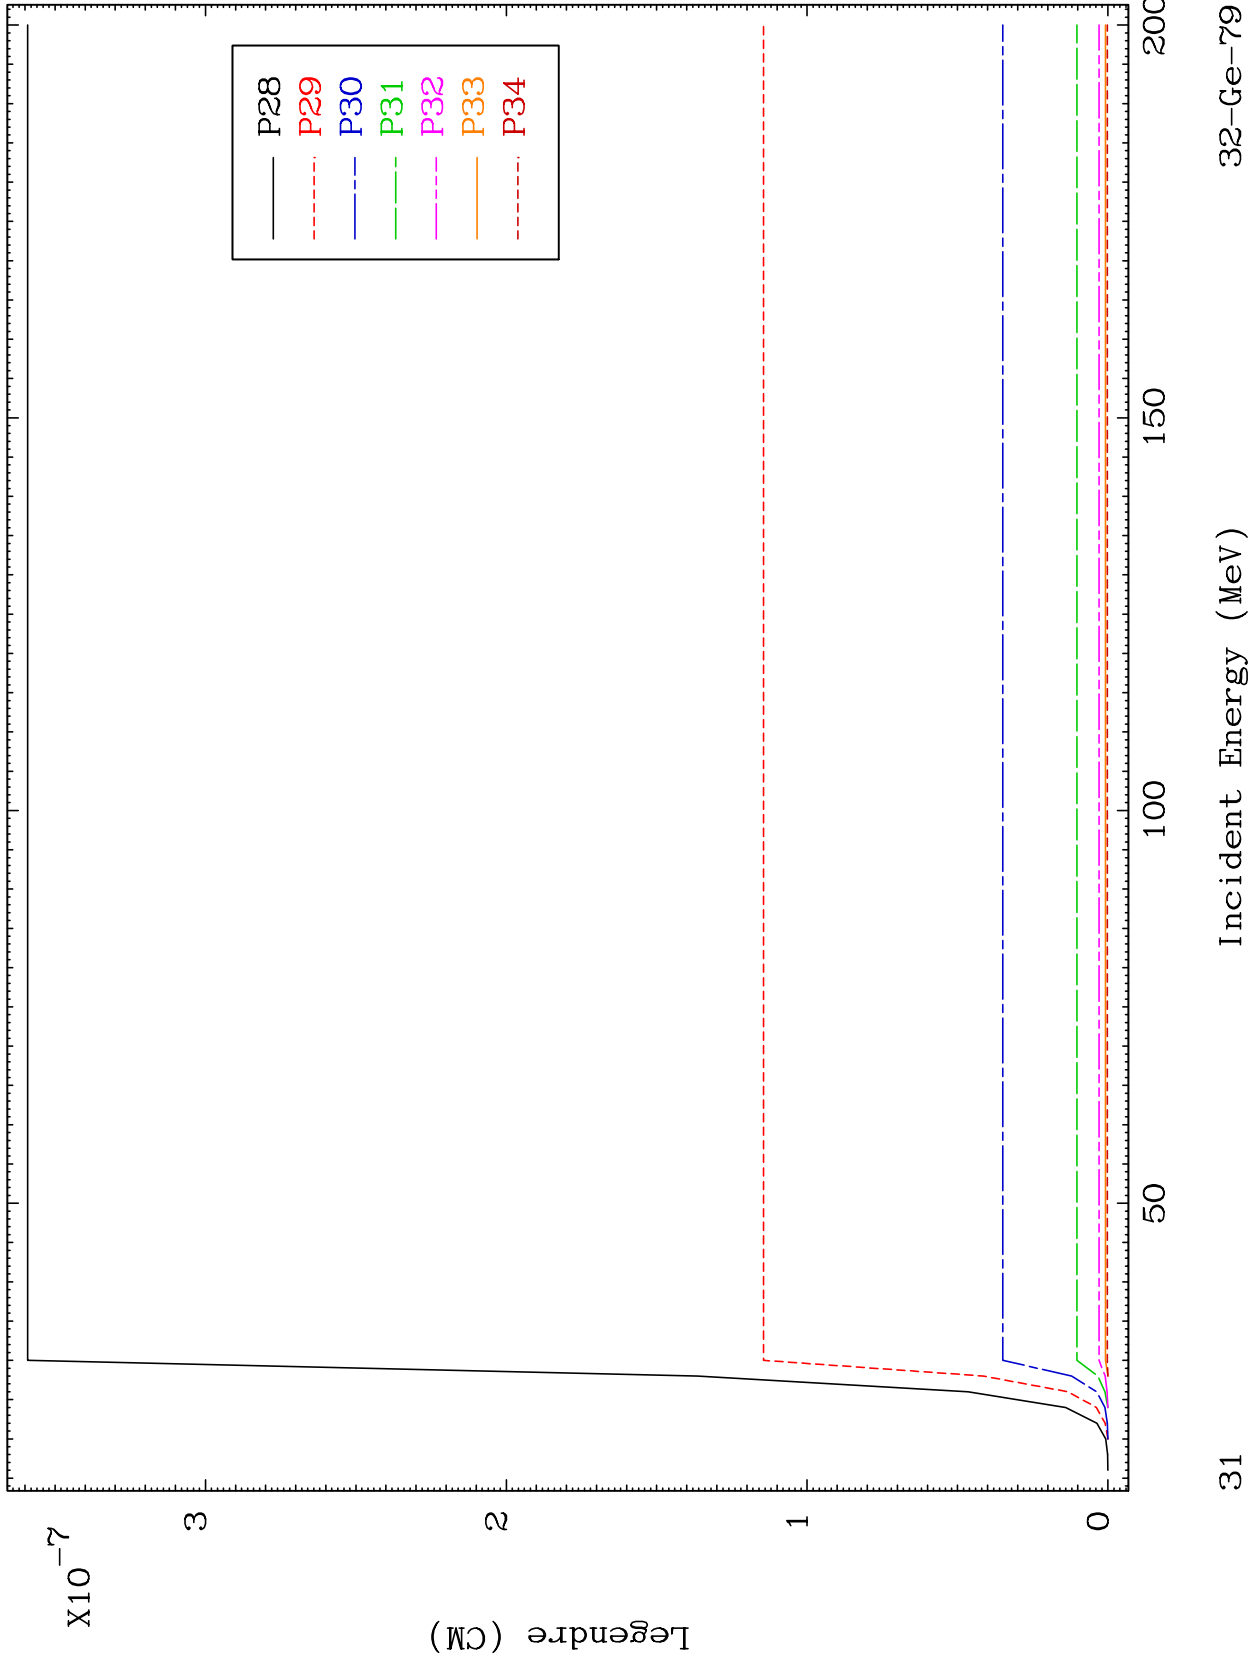 X10-7
Legendre (CM)
3
2
1
0
P28
P29
P30
P31
P32
P33
P34
50
100
150
200
31
Incident Energy (MeV)
32-Ge-79